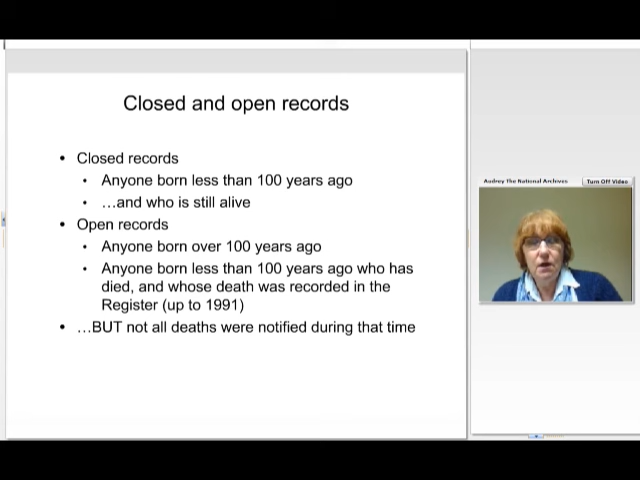 Closed and open records
• Closed records
• Anyone born less than 100 years ago
• …and who is still alive
• Open records
• Anyone born over 100 years ago
• Anyone born less than 100 years ago who has
died, and whose death was recorded in the
Register (up to 1991)
• …BUT not all deaths were notified during that time
Audrey The National Archives
Turn Off Video